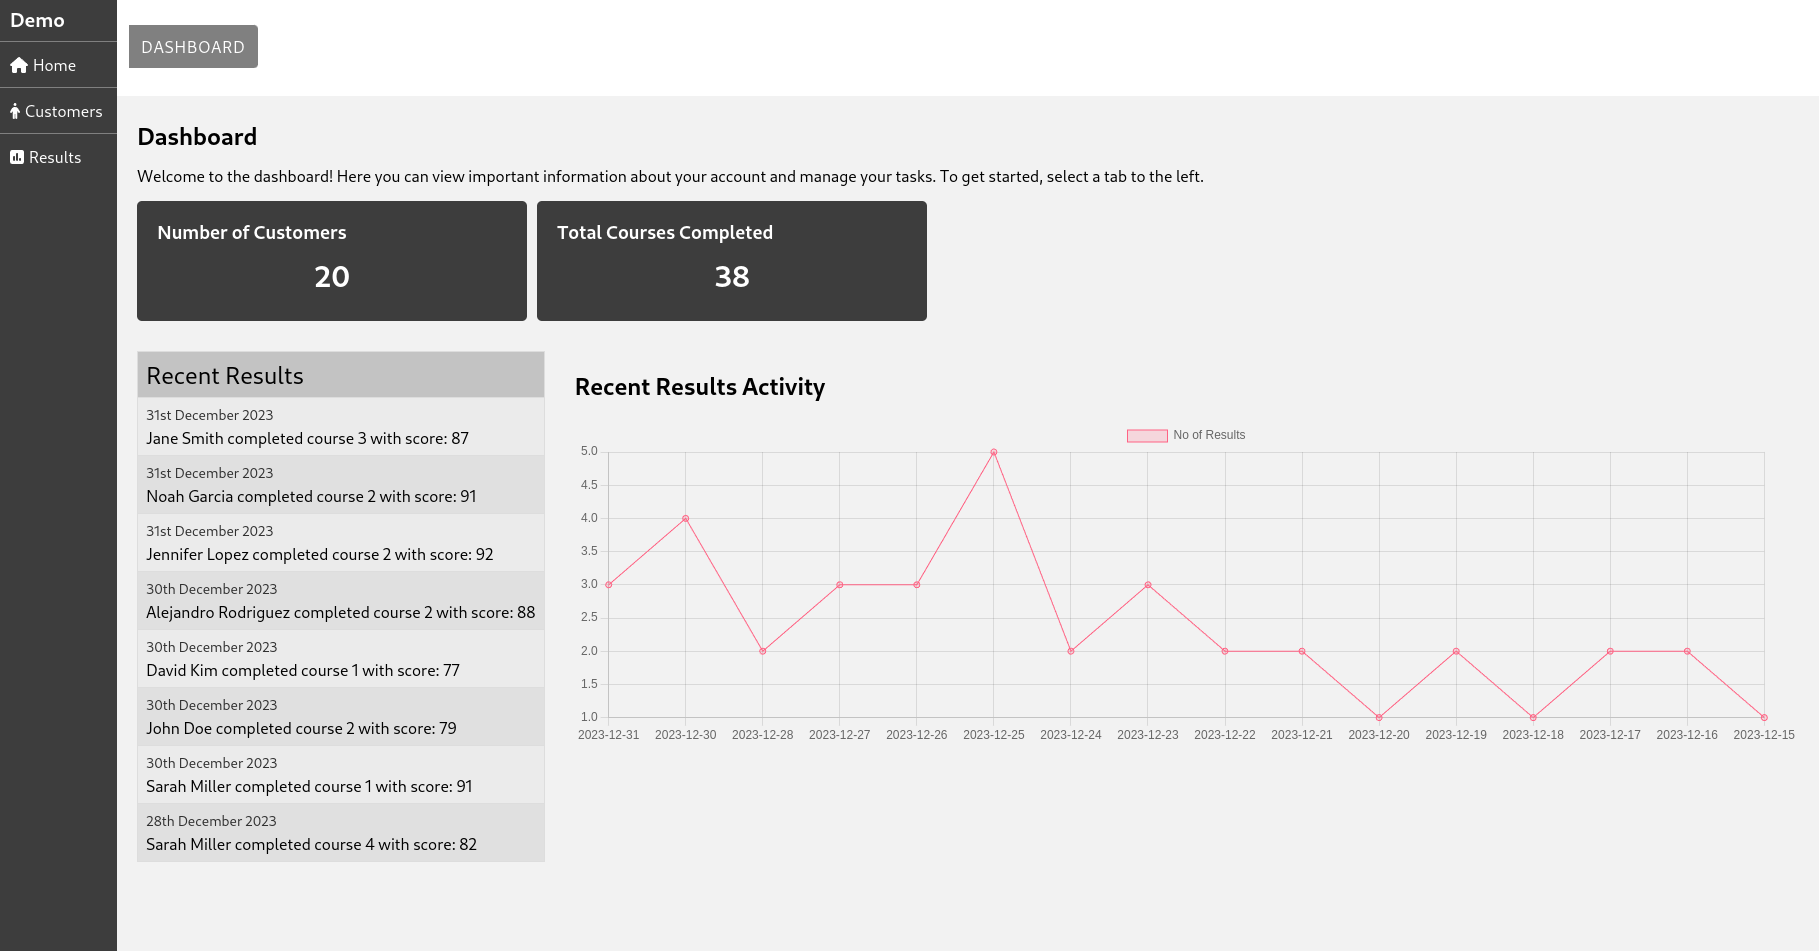 Demo
Home
Customers
Results
DASHBOARD
Dashboard
Welcome to the dashboard! Here you can view important information about your account and manage your tasks. To get started, select a tab to the left.
Number of Customers
20
Total Courses Completed
38
Recent Results
31st December 2023
Jane Smith completed course 3 with score: 87
31st December 2023
Noah Garcia completed course 2 with score: 91
31st December 2023
Jennifer Lopez completed course 2 with score: 92
30th December 2023
Alejandro Rodriguez completed course 2 with score: 88
30th December 2023
David Kim completed course 1 with score: 77
30th December 2023
John Doe completed course 2 with score: 79
30th December 2023
Sarah Miller completed course 1 with score: 91
28th December 2023
Sarah Miller completed course 4 with score: 82
Recent Results Activity
No of Results
5.0
4.5
4.0
3.5
3.0
2.5
2.0
1.5
1.0
2023-12-31 2023-12-30 2023-12-28 2023-12-27 2023-12-26 2023-12-25 2023-12-24 2023-12-23 2023-12-22 2023-12-21 2023-12-20 2023-12-19 2023-12-18 2023-12-17 2023-12-16 2023-12-15